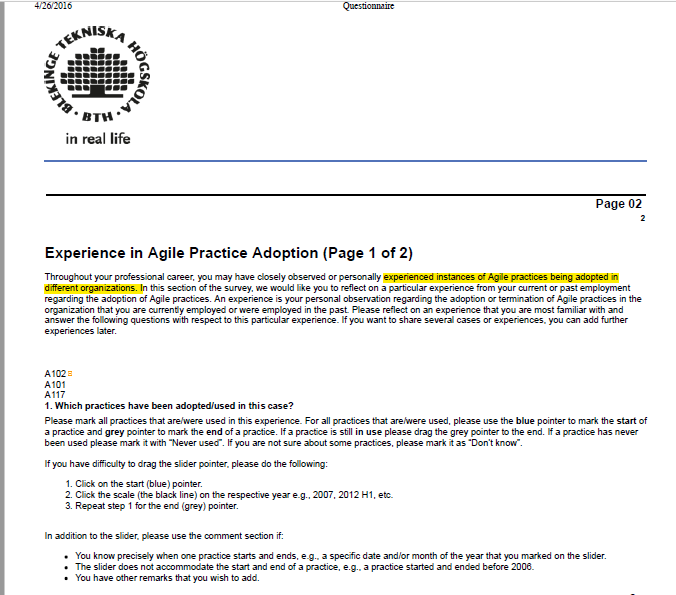 4/26/2016
Questionnaire
BLEKINGE TEKNISKA HÖGSKOLA
BTH
in real life
Page 02
2
Experience in Agile Practice Adoption (Page 1 of 2)
Throughout your professional career, you may have closely observed or personally experienced instances of Agile practices being adopted in
different organizations. In this section of the survey, we would like you to reflect on a particular experience from your current or past employment
regarding the adoption of Agile practices. An experience is your personal observation regarding the adoption or termination of Agile practices in the
organization that you are currently employed or were employed in the past. Please reflect on an experience that you are most familiar with and
answer the following questions with respect to this particular experience. If you want to share several cases or experiences, you can add further
experiences later.
A102
A101
A117
1. Which practices have been adopted/used in this case?
Please mark all practices that are/were used in this experience. For all practices that are/were used, please use the blue pointer to mark the start of
a practice and grey pointer to mark the end of a practice. If a practice is still in use please drag the grey pointer to the end. If a practice has never
been used please mark it with "Never used". If you are not sure about some practices, please mark it as "Don't know".
If you have difficulty to drag the slider pointer, please do the following:
1. Click on the start (blue) pointer.
2. Click the scale (the black line) on the respective year e.g., 2007, 2012 H1, etc.
3. Repeat step 1 for the end (grey) pointer.
In addition to the slider, please use the comment section if:
• You know precisely when one practice starts and ends, e.g., a specific date and/or month of the year that you marked on the slider.
• The slider does not accommodate the start and end of a practice, e.g., a practice started and ended before 2006.
• You have other remarks that you wish to add.